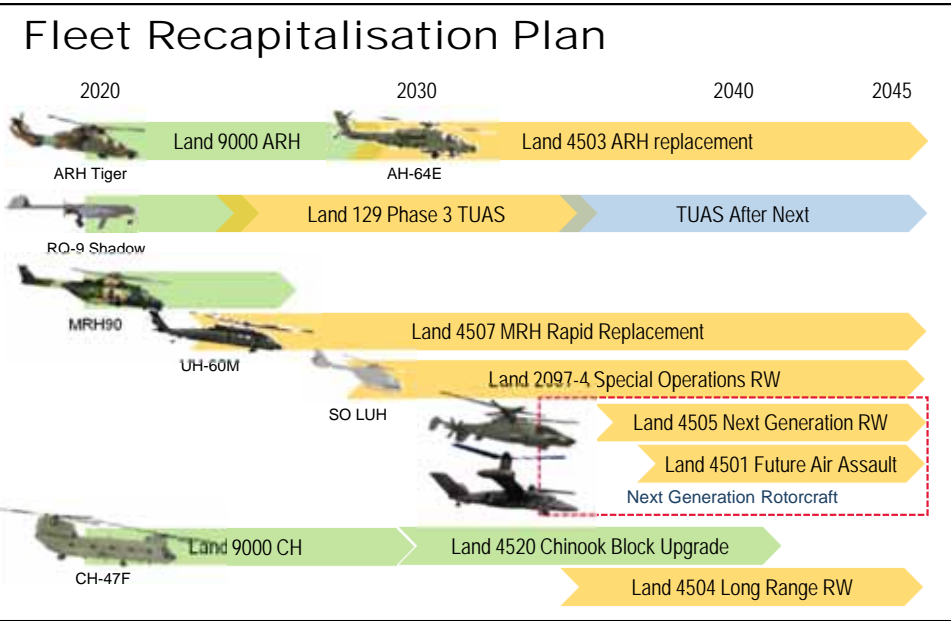 Fleet Recapitalisation Plan
2020 2030 2040 2045
Land 9000 ARH Land 4503 ARH replacement
ARH Tiger AH-64E
Land 129 Phase 3 TUAS TUAS After Next
RQ-9 Shadow
MRH90
Land 4507 MRH Rapid Replacement
UH-60M
Land 2097-4 Special Operations RW
SO LUH
Land 4505 Next Generation RW
Land 4501 Future Air Assault
Next Generation Rotorcraft
Land 9000 CH Land 4520 Chinook Block Upgrade
CH-47F
Land 4504 Long Range RW